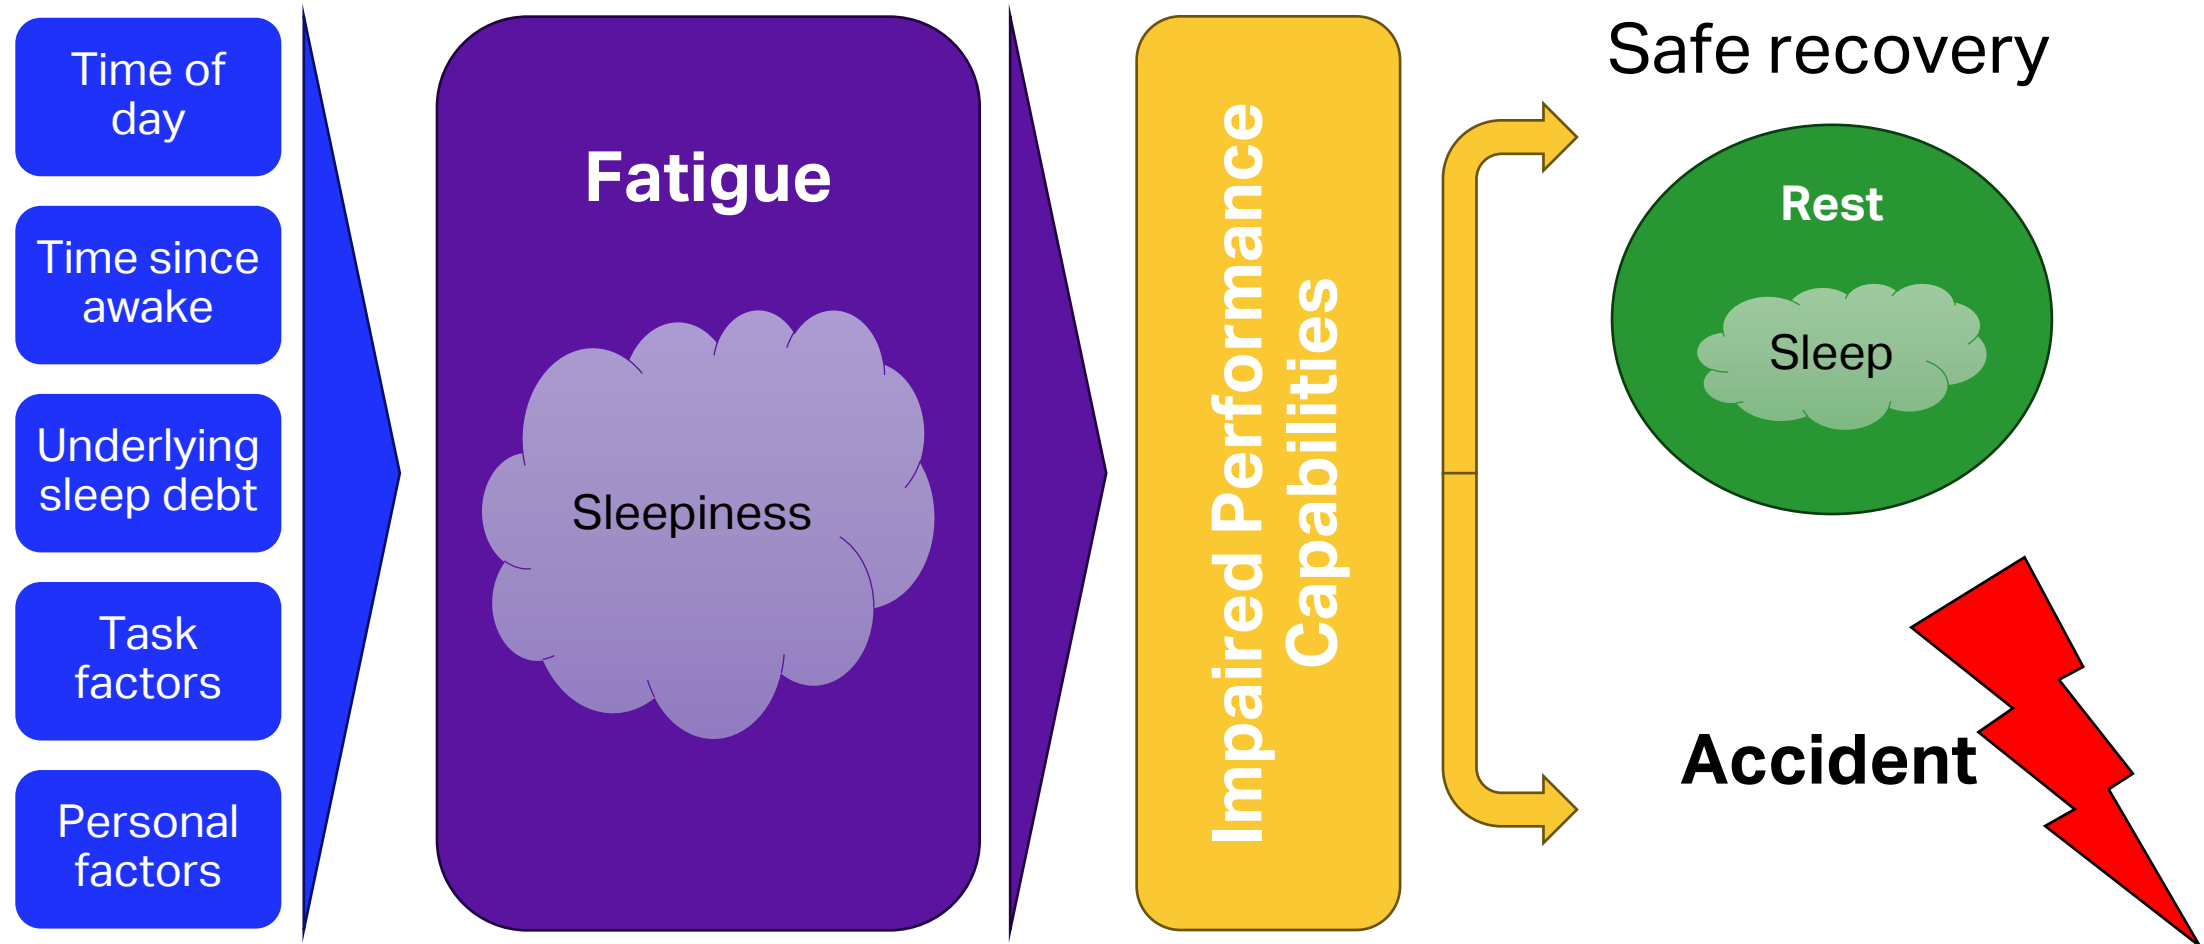 Time of
day
Time since
awake
Underlying
sleep debt
Task
factors
Personal
factors
Fatigue
Sleepiness
Impaired Performance
Capabilities
Safe recovery
Rest
Sleep
Accident